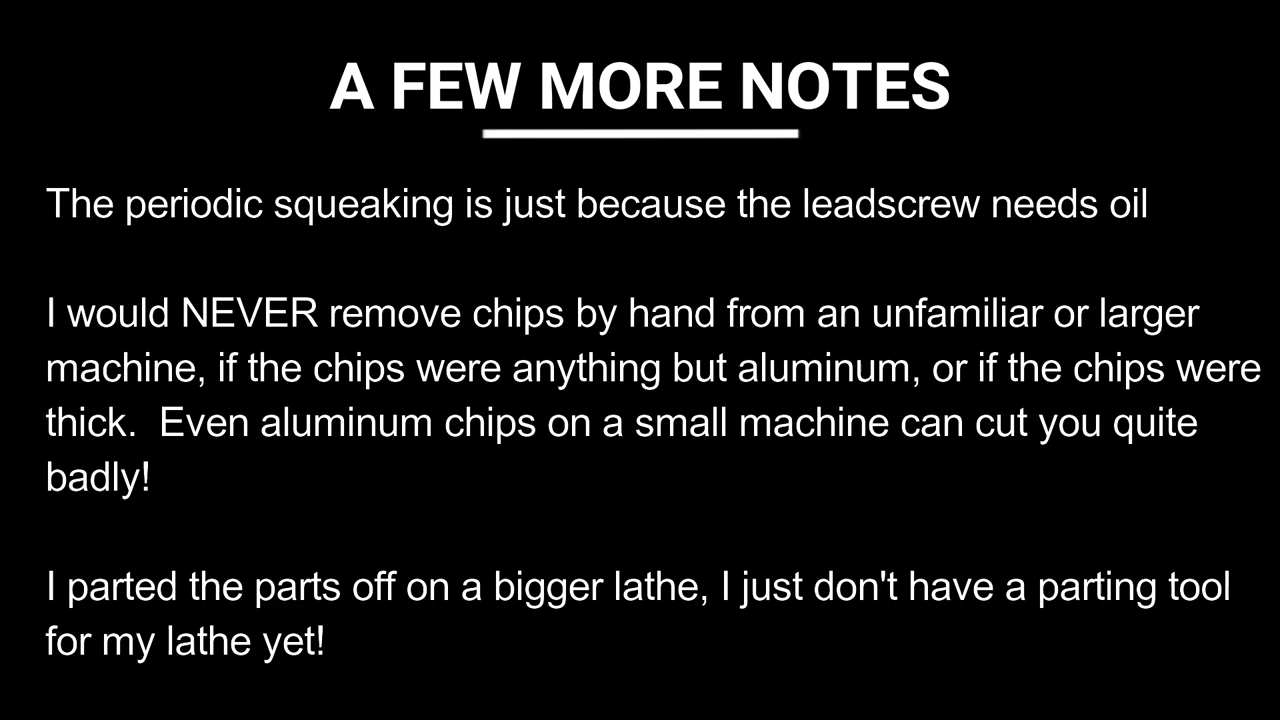 A FEW MORE NOTES
The periodic squeaking is just because the leadscrew needs oil
I would NEVER remove chips by hand from an unfamiliar or larger
machine, if the chips were anything but aluminum, or if the chips were
thick.  Even aluminum chips on a small machine can cut you quite
badly!
I parted the parts off on a bigger lathe, I just don't have a parting tool
for my lathe yet!